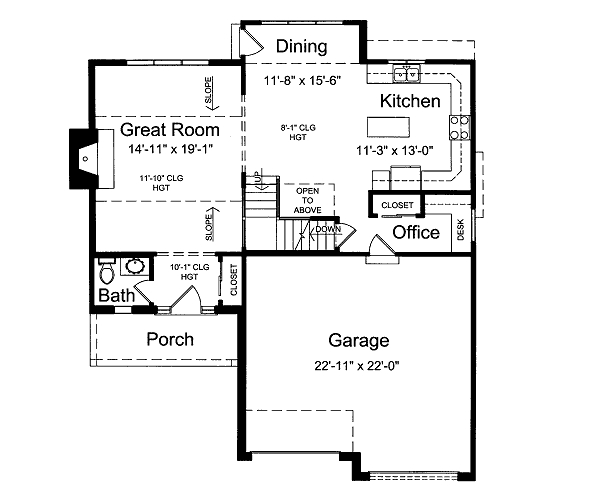 Dining
11'-8" x 15'-6"
Kitchen
SLOPE
Great Room
14'-11" x 19'-1"
8'-1" CLG
HGT
11'-3" x 13'-0"
11'-10" CLG
HGT
UP
OPEN
TO
ABOVE
CLOSET
SLOPE
DOWN
Office
DESK
10'-1" CLG
HGT
CLOSET
Bath
Porch
Garage
22'-11" x 22'-0"